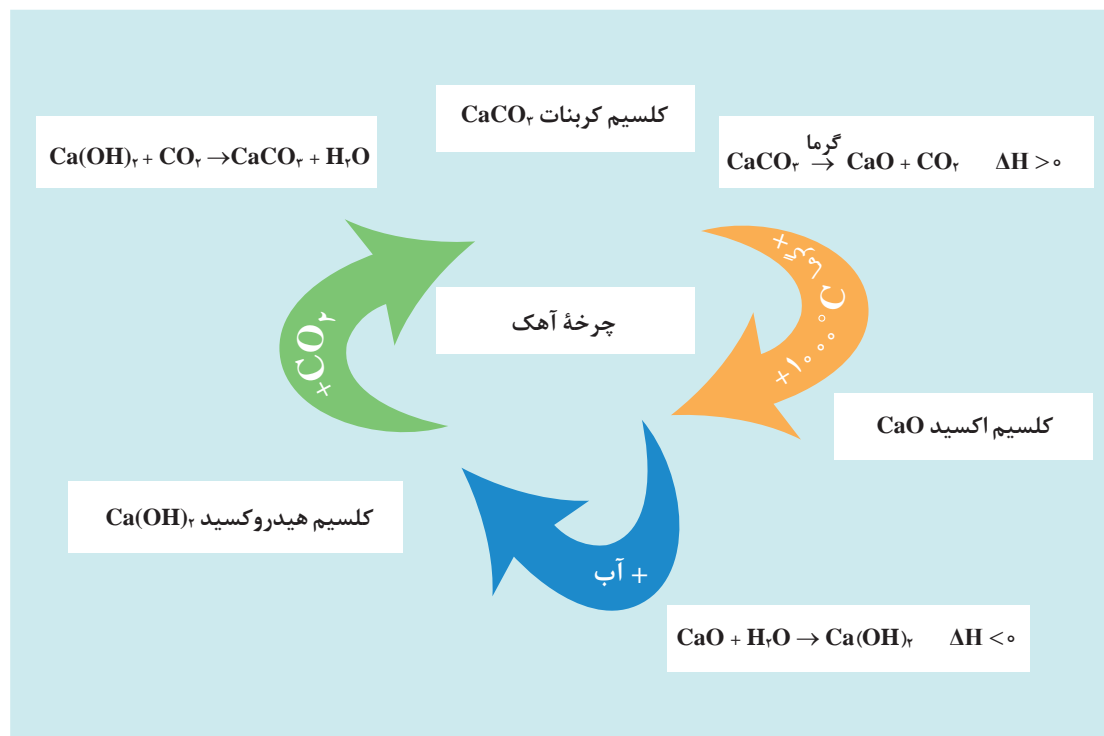 کلسیم کربنات CaCO۳
CaCO۳ →گرما CaO + CO۲    ΔH >۰
+گرما
+۱۰۰۰°C
کلسیم اکسید CaO
CaO + H۲O → Ca(OH)۲    ΔH <۰
+ آب
کلسیم هیدروکسید Ca(OH)۲
+CO۲
Ca(OH)۲ + CO۲ →CaCO۳ + H۲O
چرخهٔ آهک